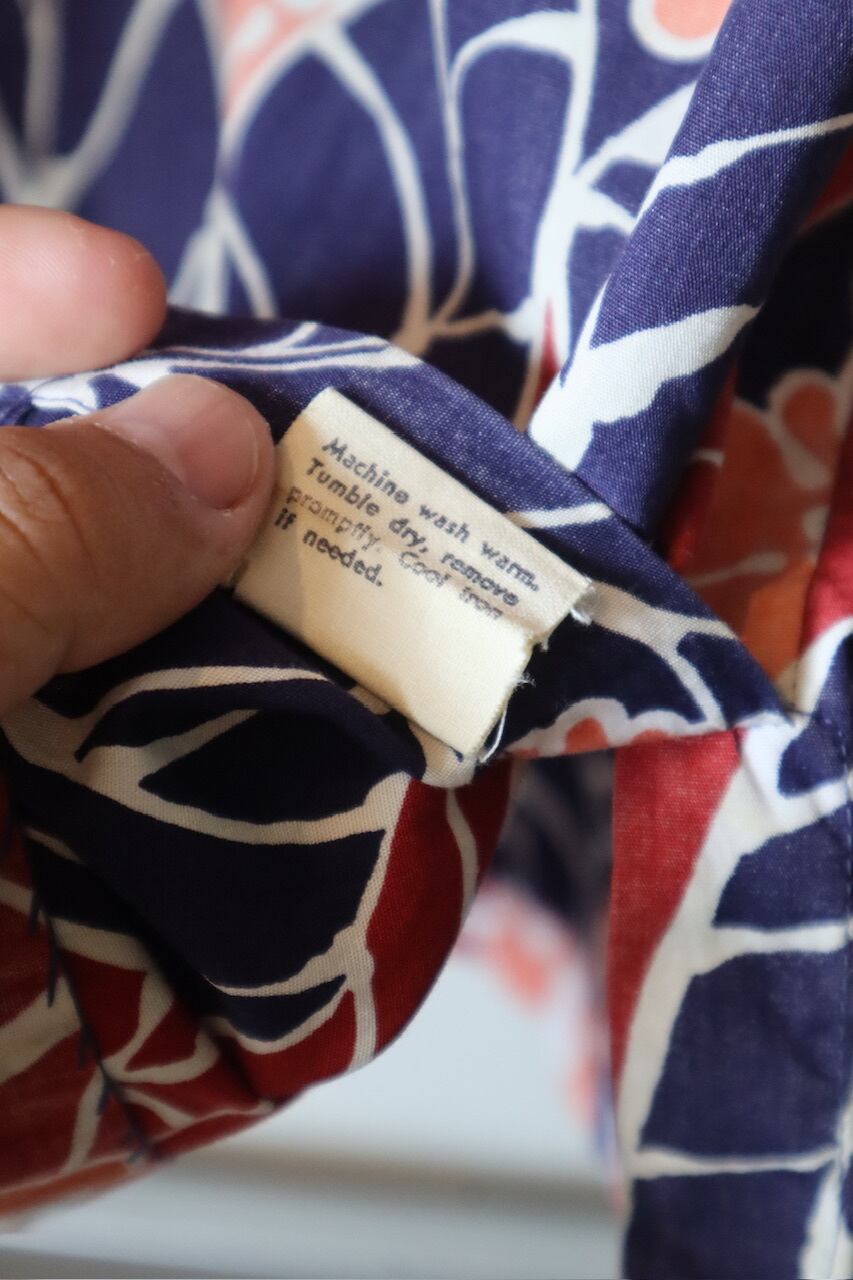 Machine wash warm.
Tumble dry, remove
promptly. Cool iron
if needed.